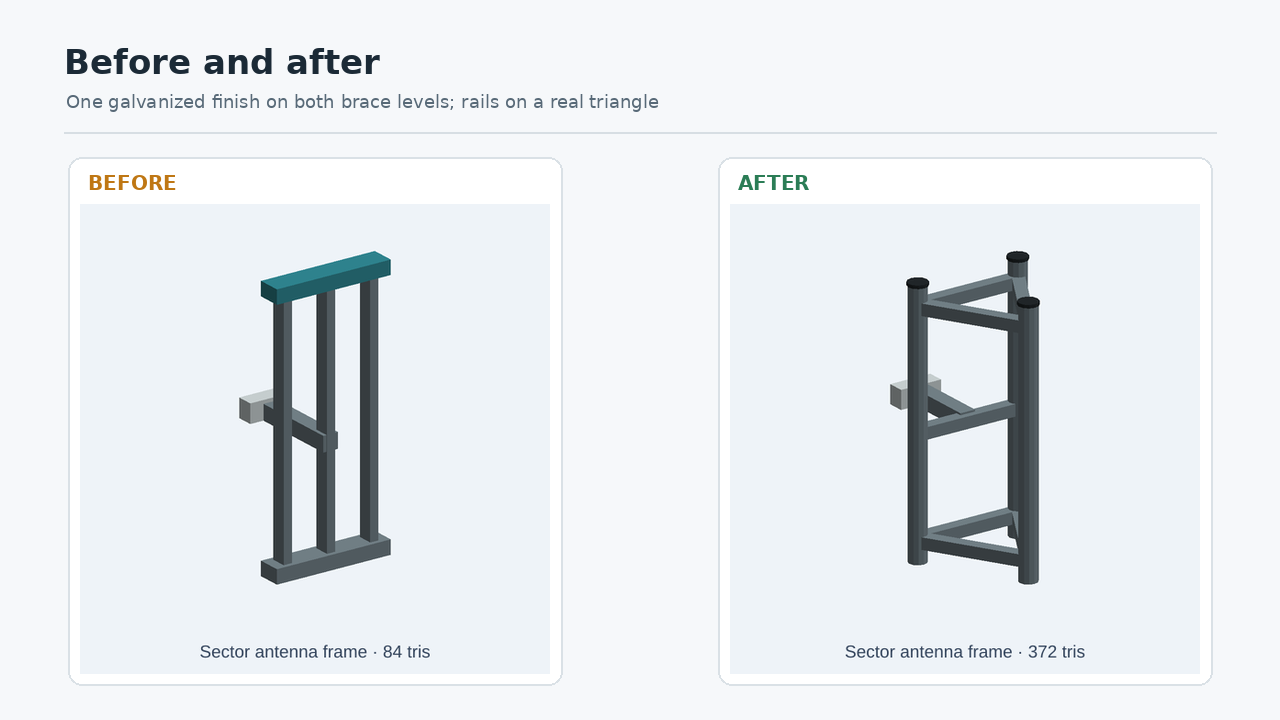 Before and after
One galvanized finish on both brace levels; rails on a real triangle
BEFORE
AFTER
Sector antenna frame · 84 tris
Sector antenna frame · 372 tris